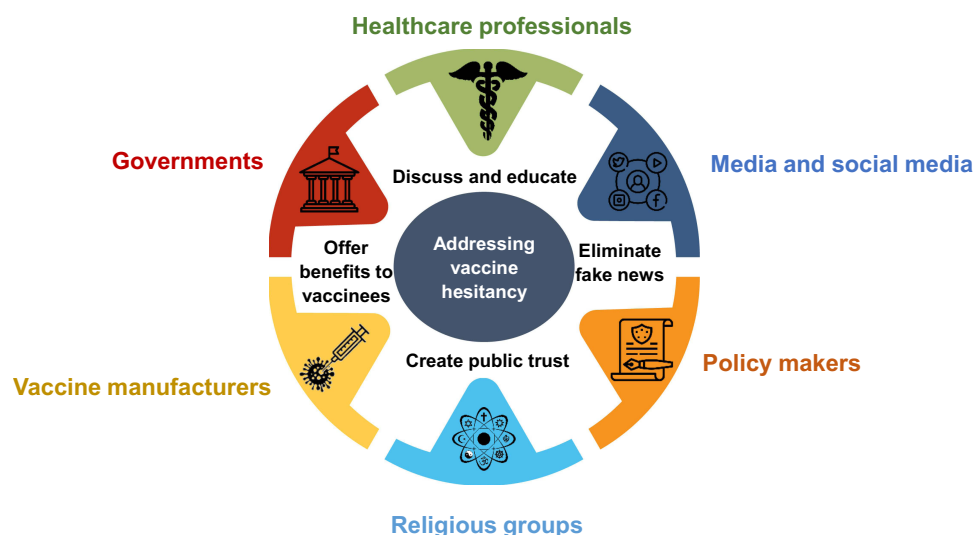 Healthcare professionals
Governments
Media and social media
Discuss and educate
Addressing
vaccine
hesitancy
Offer
benefits to
vaccinees
Eliminate
fake news
Create public trust
Vaccine manufacturers
Policy makers
Religious groups